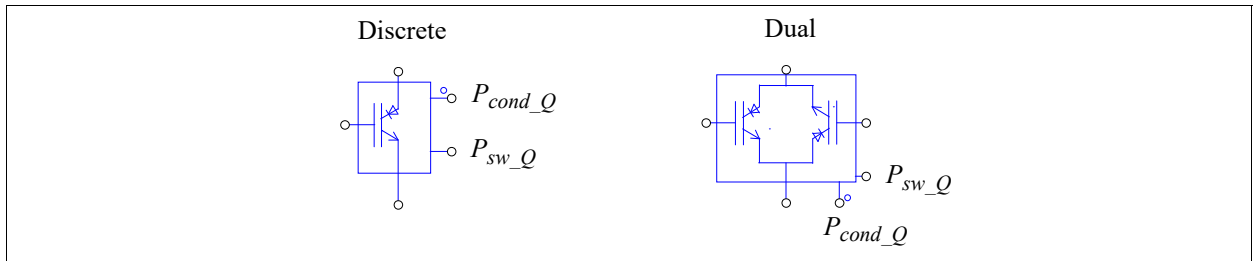 Discrete
Dual
P_cond_Q
P_sw_Q
P_sw_Q
P_cond_Q